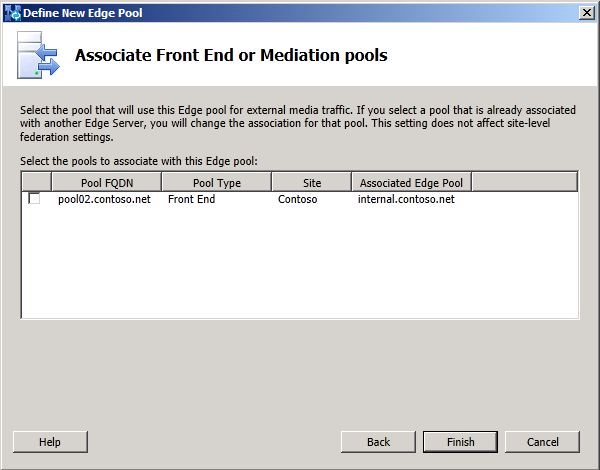 Define New Edge Pool
Associate Front End or Mediation pools
Select the pool that will use this Edge pool for external media traffic. If you select a pool that is already associated
with another Edge Server, you will change the association for that pool. This setting does not affect site-level
federation settings.
Select the pools to associate with this Edge pool:
Pool FQDN Pool Type Site Associated Edge Pool
pool02.contoso.net Front End Contoso internal.contoso.net
Help Back Finish Cancel